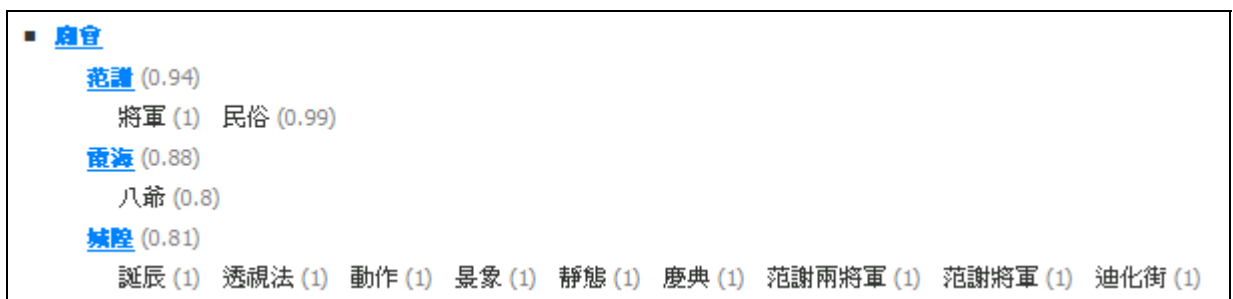 ▪ 廟會
范謝 (0.94)
將軍 (1) 民俗 (0.99)
霞海 (0.88)
八爺 (0.8)
城隍 (0.81)
誕辰 (1) 透視法 (1) 動作 (1) 景象 (1) 靜態 (1) 慶典 (1) 范謝兩將軍 (1) 范謝將軍 (1) 迪化街 (1)